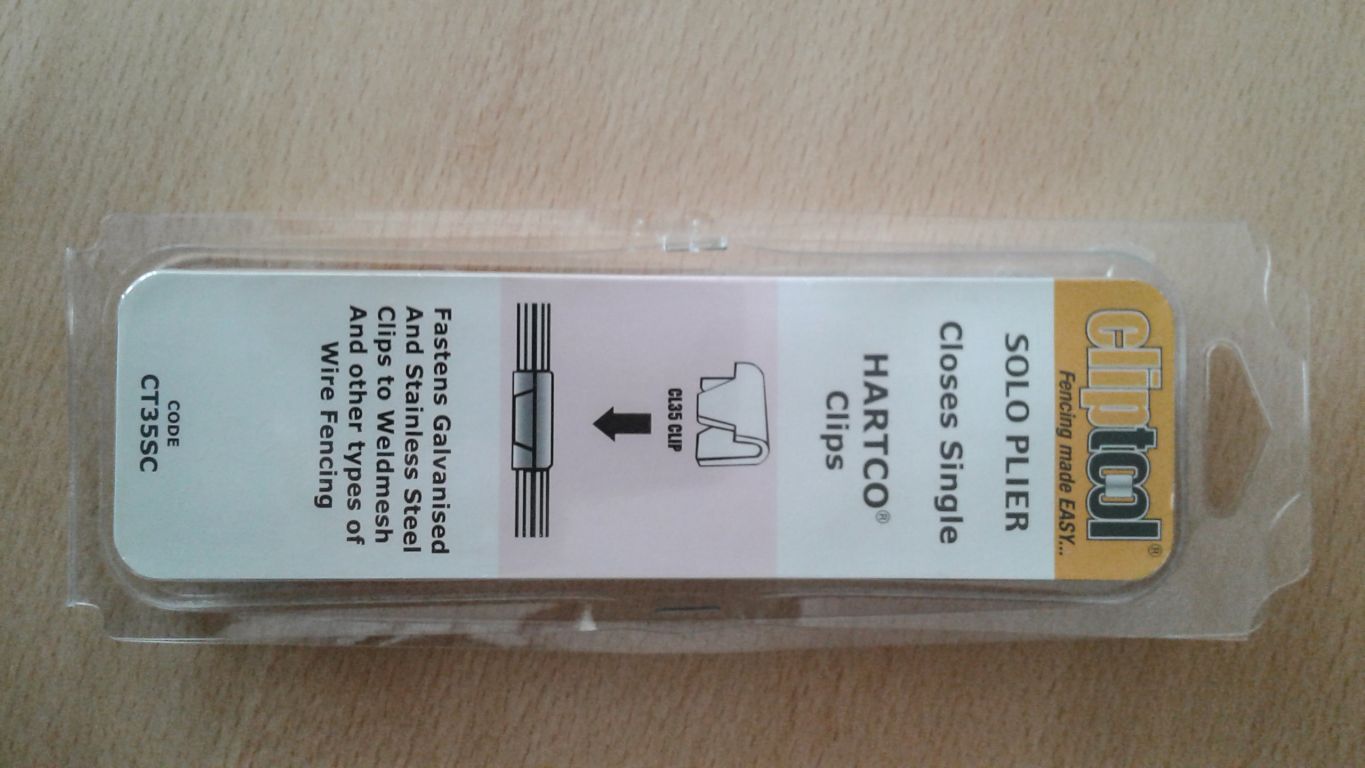 cliptool®
Fencing made EASY...
SOLO PLIER
Closes Single
HARTCO®
Clips
CL35 CLIP
Fastens Galvanised
And Stainless Steel
Clips to Weldmesh
And other types of
Wire Fencing
CODE
CT35SC